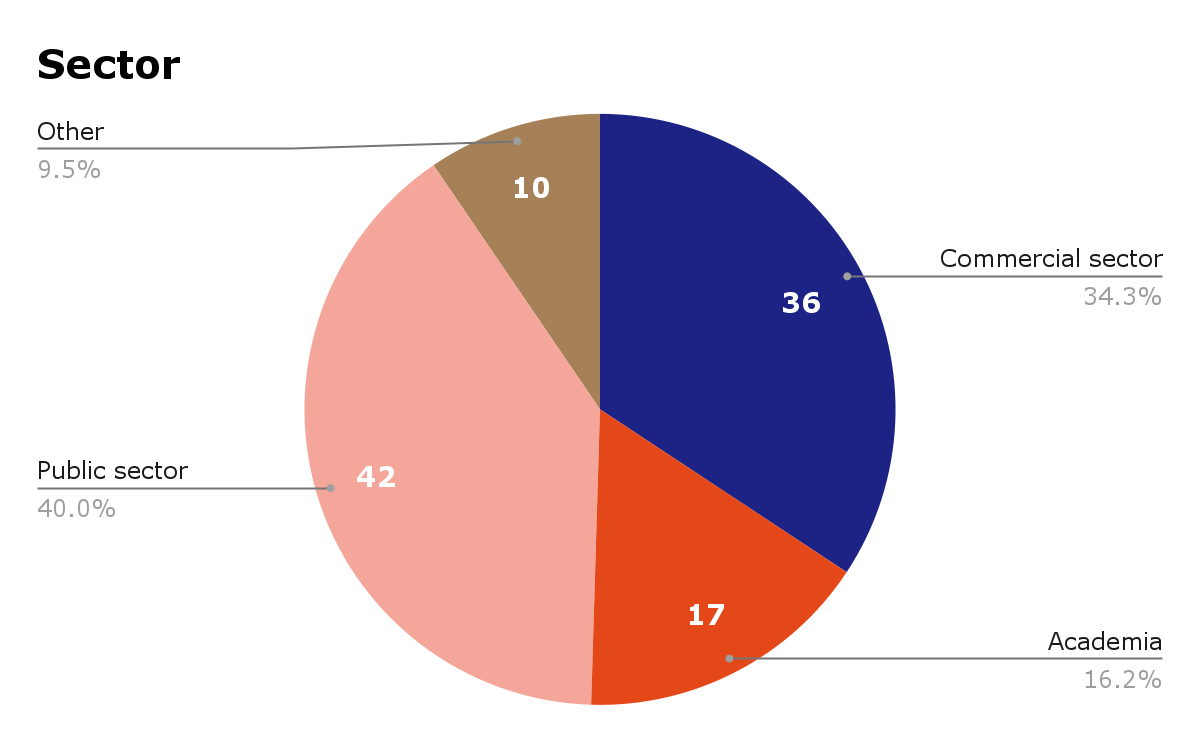 Sector
Other
9.5%
10
Commercial sector
34.3%
36
Public sector
40.0%
42
17
Academia
16.2%